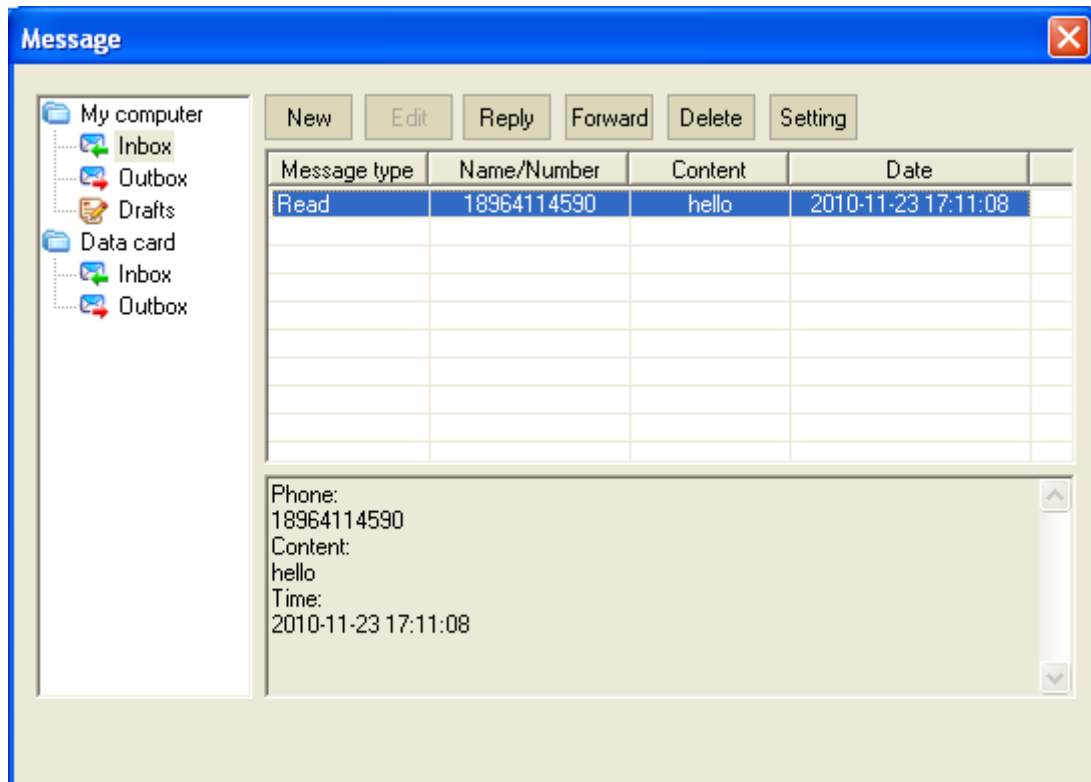 Message
My computer
Inbox
Outbox
Drafts
Data card
Inbox
Outbox
New Edit Reply Forward Delete Setting
Message type Name/Number Content Date
Read 18964114590 hello 2010-11-23 17:11:08
Phone:
18964114590
Content:
hello
Time:
2010-11-23 17:11:08